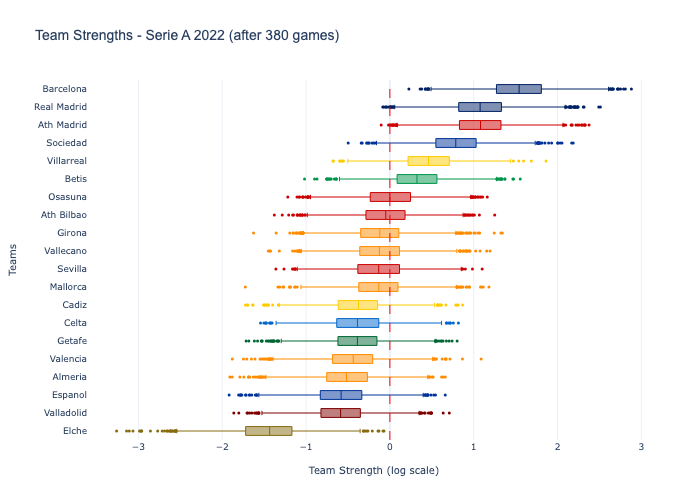 Team Strengths - Serie A 2022 (after 380 games)
Barcelona
Real Madrid
Ath Madrid
Sociedad
Villarreal
Betis
Osasuna
Ath Bilbao
Girona
Vallecano
Sevilla
Mallorca
Cadiz
Celta
Getafe
Valencia
Almeria
Espanol
Valladolid
Elche
Teams
−3 −2 −1 0 1 2 3
Team Strength (log scale)